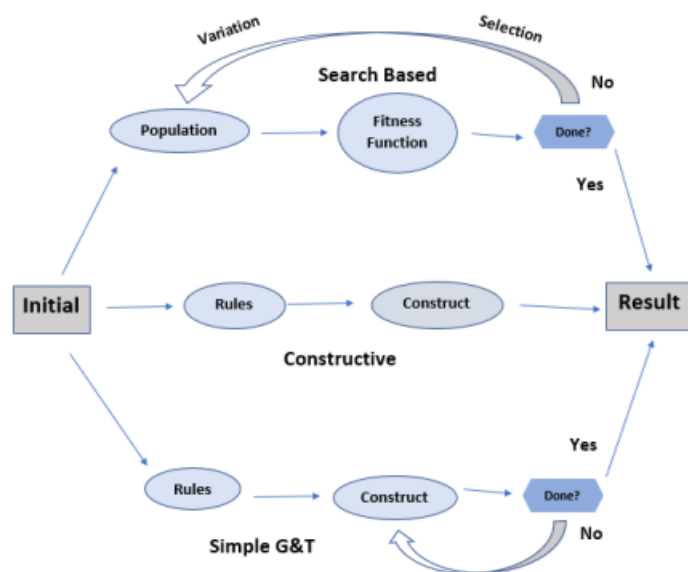 Variation
Selection
Search Based
No
Population
Fitness
Function
Done?
Yes
Initial
Rules
Construct
Result
Constructive
Yes
Rules
Construct
Done?
No
Simple G&T